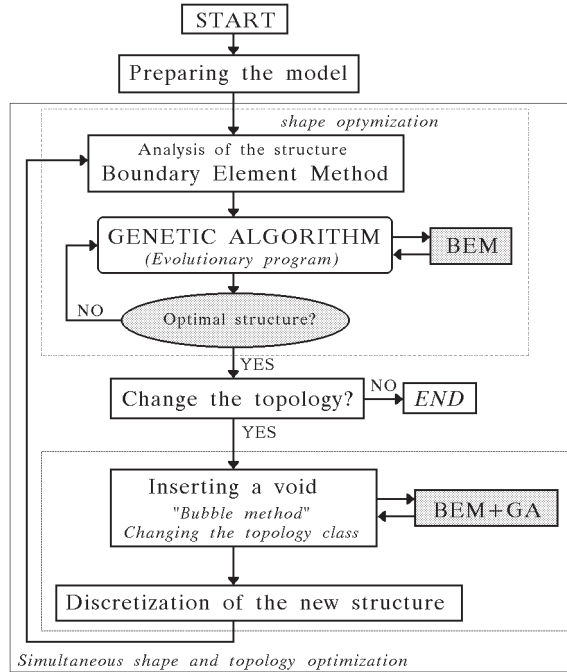 START
Preparing the model
shape optymization
Analysis of the structure
Boundary Element Method
GENETIC ALGORITHM
(Evolutionary program)
BEM
NO
Optimal structure?
YES
Change the topology?
NO
END
YES
Inserting a void
"Bubble method"
Changing the topology class
BEM+GA
Discretization of the new structure
Simultaneous shape and topology optimization